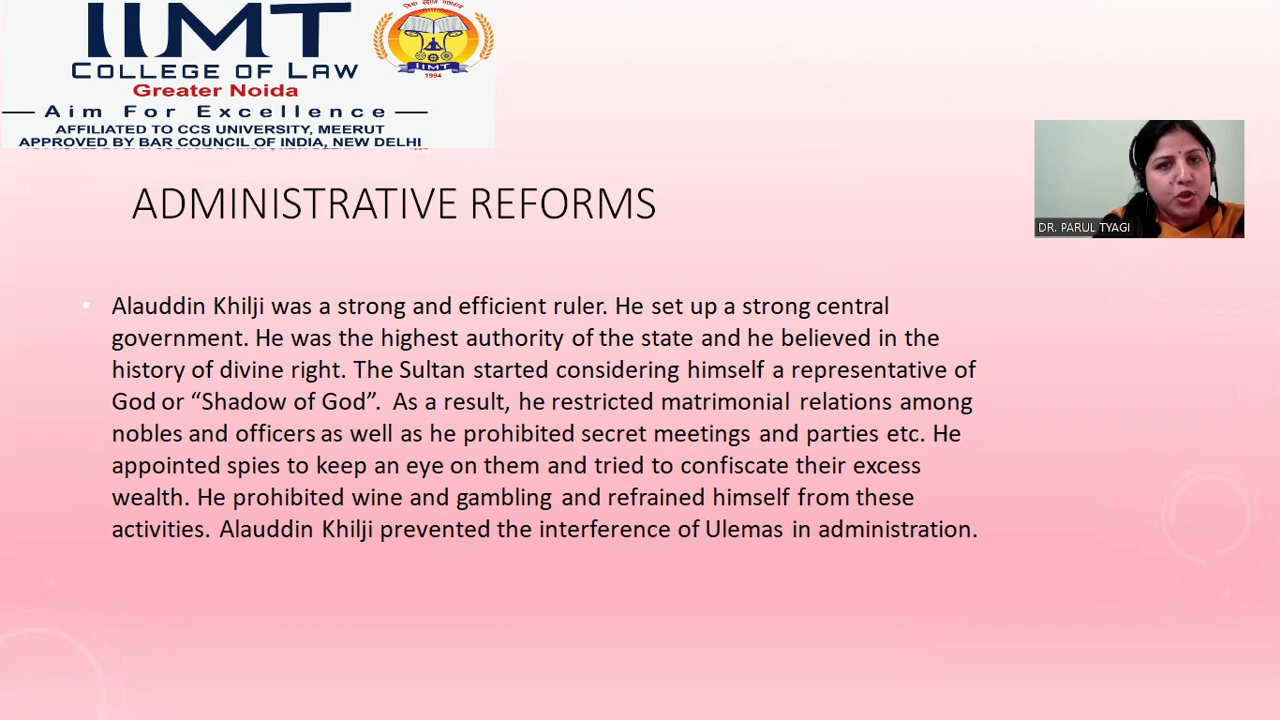 IIMT
COLLEGE OF LAW
Greater Noida
Aim For Excellence
AFFILIATED TO CCS UNIVERSITY, MEERUT
APPROVED BY BAR COUNCIL OF INDIA, NEW DELHI
IIMT
1994
DR. PARUL TYAGI
ADMINISTRATIVE REFORMS
• Alauddin Khilji was a strong and efficient ruler. He set up a strong central
government. He was the highest authority of the state and he believed in the
history of divine right. The Sultan started considering himself a representative of
God or “Shadow of God”. As a result, he restricted matrimonial relations among
nobles and officers as well as he prohibited secret meetings and parties etc. He
appointed spies to keep an eye on them and tried to confiscate their excess
wealth. He prohibited wine and gambling and refrained himself from these
activities. Alauddin Khilji prevented the interference of Ulemas in administration.